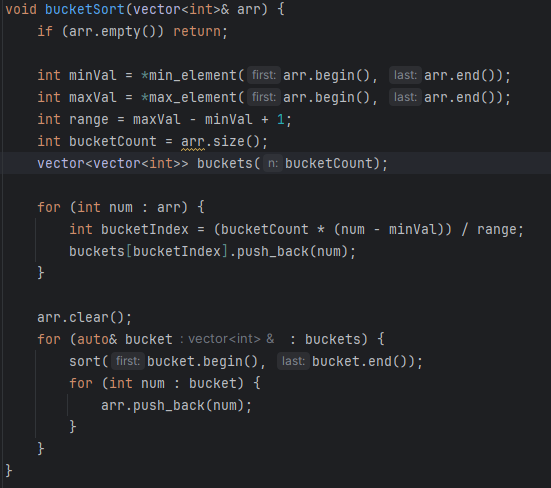 void bucketSort(vector<int>& arr) {
    if (arr.empty()) return;

    int minVal = *min_element( first: arr.begin(), last: arr.end());
    int maxVal = *max_element( first: arr.begin(), last: arr.end());
    int range = maxVal - minVal + 1;
    int bucketCount = arr.size();
    vector<vector<int>> buckets( n: bucketCount);

    for (int num : arr) {
        int bucketIndex = (bucketCount * (num - minVal)) / range;
        buckets[bucketIndex].push_back(num);
    }

    arr.clear();
    for (auto& bucket : vector<int> &  : buckets) {
        sort( first: bucket.begin(), last: bucket.end());
        for (int num : bucket) {
            arr.push_back(num);
        }
    }
}